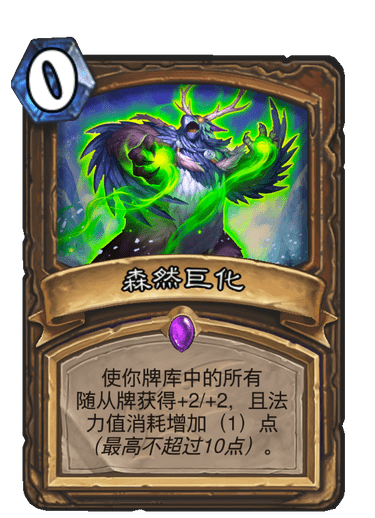 0
森然巨化
使你牌库中的所有
随从牌获得+2/+2，且法
力值消耗增加（1）点
（最高不超过10点）。